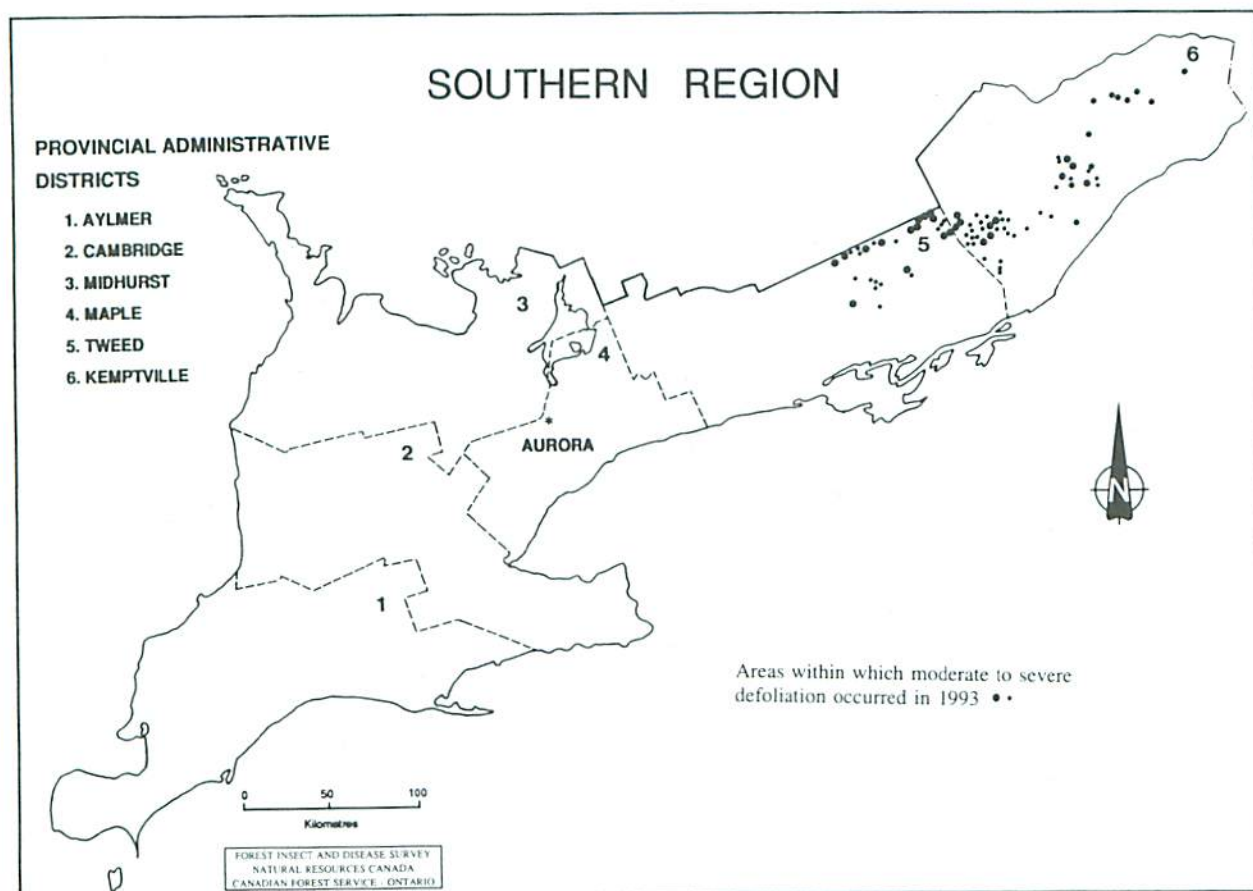 SOUTHERN REGION
PROVINCIAL ADMINISTRATIVE
DISTRICTS
1. AYLMER
2. CAMBRIDGE
3. MIDHURST
4. MAPLE
5. TWEED
6. KEMPTVILLE
6
5
3
4
* AURORA
2
N
1
Areas within which moderate to severe
defoliation occurred in 1993 ● •
0 50 100
Kilometres
FOREST INSECT AND DISEASE SURVEY
NATURAL RESOURCES CANADA
CANADIAN FOREST SERVICE - ONTARIO